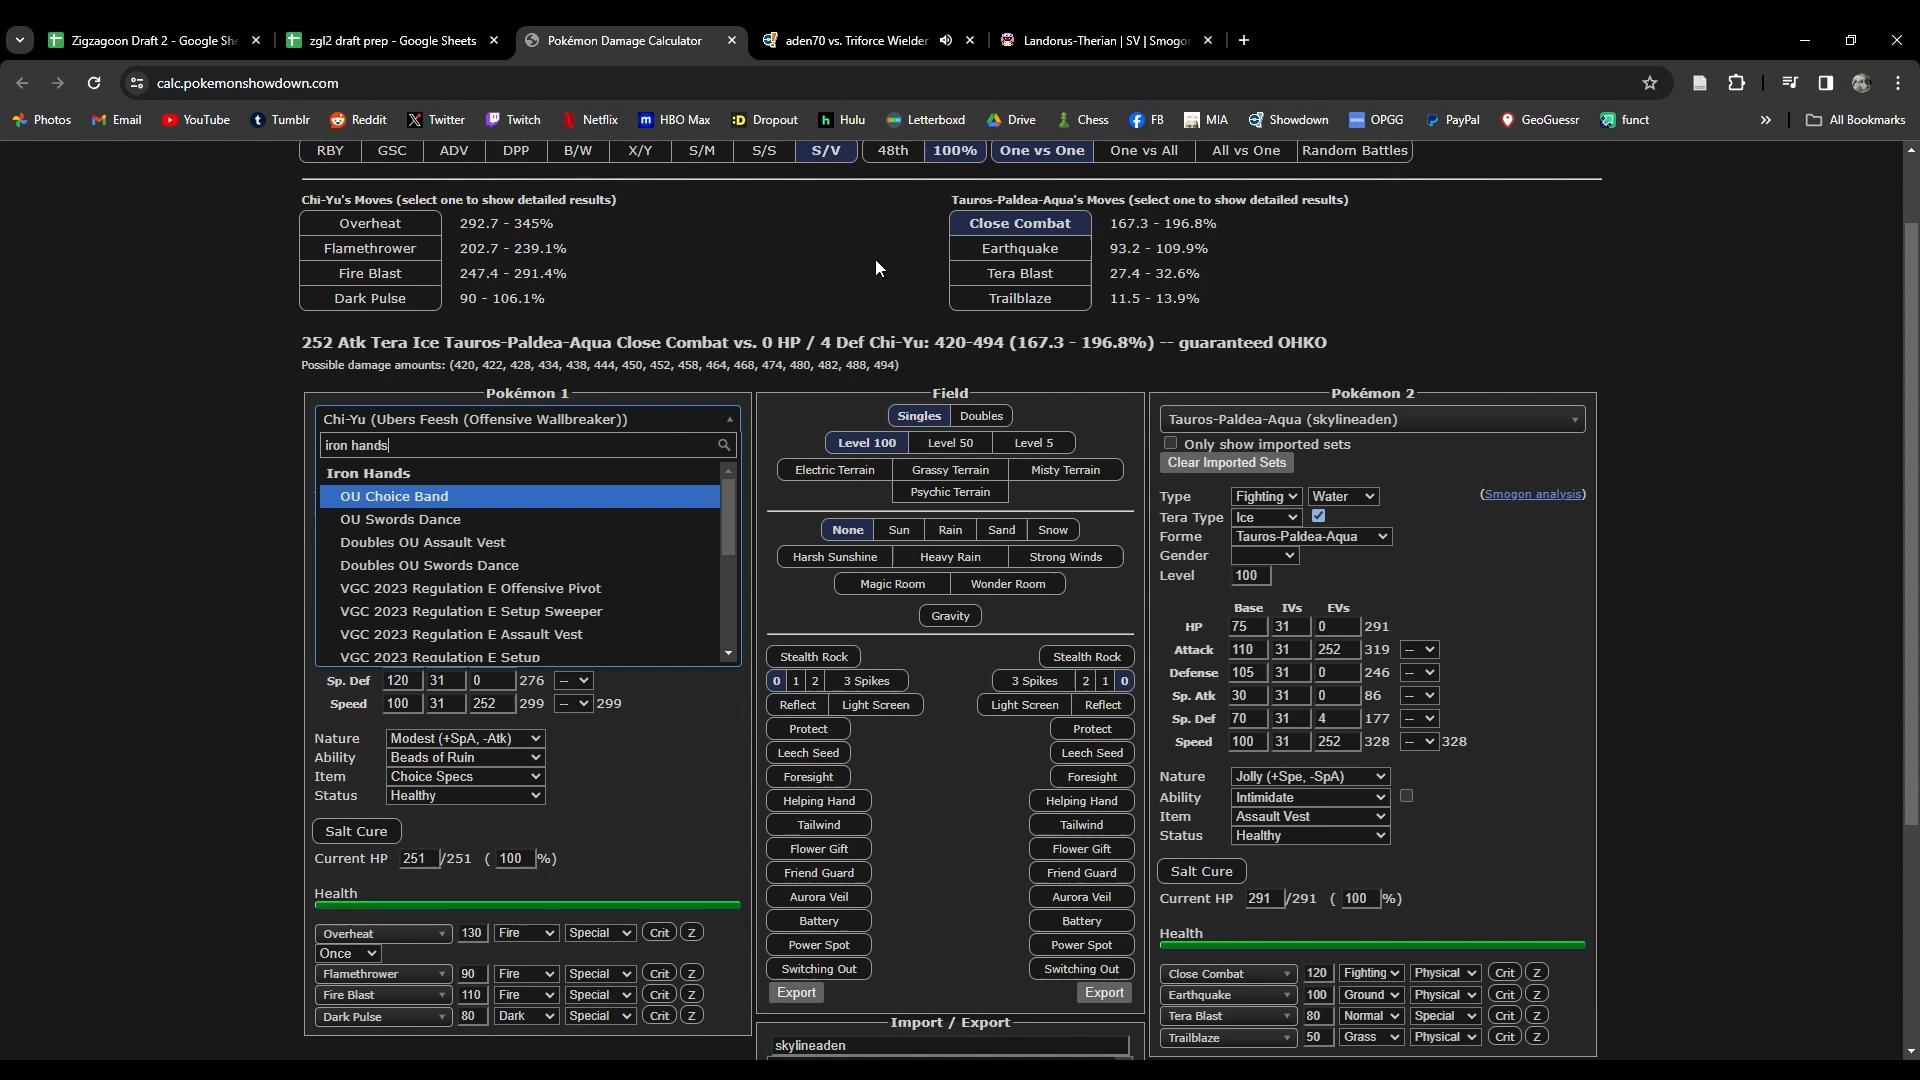 Zigzagoon Draft 2 - Google She
zgl2 draft prep - Google Sheets
Pokémon Damage Calculator
aden70 vs. Triforce Wielder
Landorus-Therian | SV | Smogo
calc.pokemonshowdown.com
Photos Email YouTube Tumblr Reddit Twitter Twitch Netflix HBO Max Dropout Hulu Letterboxd Drive Chess FB MIA Showdown OPGG PayPal GeoGuessr funct » All Bookmarks
RBY GSC ADV DPP B/W X/Y S/M S/S S/V 48th 100% One vs One One vs All All vs One Random Battles
Chi-Yu's Moves (select one to show detailed results)
Overheat 292.7 - 345%
Flamethrower 202.7 - 239.1%
Fire Blast 247.4 - 291.4%
Dark Pulse 90 - 106.1%
Tauros-Paldea-Aqua's Moves (select one to show detailed results)
Close Combat 167.3 - 196.8%
Earthquake 93.2 - 109.9%
Tera Blast 27.4 - 32.6%
Trailblaze 11.5 - 13.9%
252 Atk Tera Ice Tauros-Paldea-Aqua Close Combat vs. 0 HP / 4 Def Chi-Yu: 420-494 (167.3 - 196.8%) -- guaranteed OHKO
Possible damage amounts: (420, 422, 428, 434, 438, 444, 450, 452, 458, 464, 468, 474, 480, 482, 488, 494)
Pokémon 1
Chi-Yu (Ubers Feesh (Offensive Wallbreaker))
iron hands
Iron Hands
OU Choice Band
OU Swords Dance
Doubles OU Assault Vest
Doubles OU Swords Dance
VGC 2023 Regulation E Offensive Pivot
VGC 2023 Regulation E Setup Sweeper
VGC 2023 Regulation E Assault Vest
VGC 2023 Regulation E Setup
Sp. Def 120 31 0 276 --
Speed 100 31 252 299 -- 299
Nature Modest (+SpA, -Atk)
Ability Beads of Ruin
Item Choice Specs
Status Healthy
Salt Cure
Current HP 251 /251 ( 100 %)
Health
Overheat 130 Fire Special Crit Z
Once
Flamethrower 90 Fire Special Crit Z
Fire Blast 110 Fire Special Crit Z
Dark Pulse 80 Dark Special Crit Z
Field
Singles Doubles
Level 100 Level 50 Level 5
Electric Terrain Grassy Terrain Misty Terrain
Psychic Terrain
None Sun Rain Sand Snow
Harsh Sunshine Heavy Rain Strong Winds
Magic Room Wonder Room
Gravity
Stealth Rock Stealth Rock
0 1 2 3 Spikes 3 Spikes 2 1 0
Reflect Light Screen Light Screen Reflect
Protect Protect
Leech Seed Leech Seed
Foresight Foresight
Helping Hand Helping Hand
Tailwind Tailwind
Flower Gift Flower Gift
Friend Guard Friend Guard
Aurora Veil Aurora Veil
Battery Battery
Power Spot Power Spot
Switching Out Switching Out
Export Export
Import / Export
skylineaden
Pokémon 2
Tauros-Paldea-Aqua (skylineaden)
Only show imported sets
Clear Imported Sets
Type Fighting Water (Smogon analysis)
Tera Type Ice
Forme Tauros-Paldea-Aqua
Gender
Level 100
Base IVs EVs
HP 75 31 0 291
Attack 110 31 252 319 --
Defense 105 31 0 246 --
Sp. Atk 30 31 0 86 --
Sp. Def 70 31 4 177 --
Speed 100 31 252 328 -- 328
Nature Jolly (+Spe, -SpA)
Ability Intimidate
Item Assault Vest
Status Healthy
Salt Cure
Current HP 291 /291 ( 100 %)
Health
Close Combat 120 Fighting Physical Crit Z
Earthquake 100 Ground Physical Crit Z
Tera Blast 80 Normal Special Crit Z
Trailblaze 50 Grass Physical Crit Z